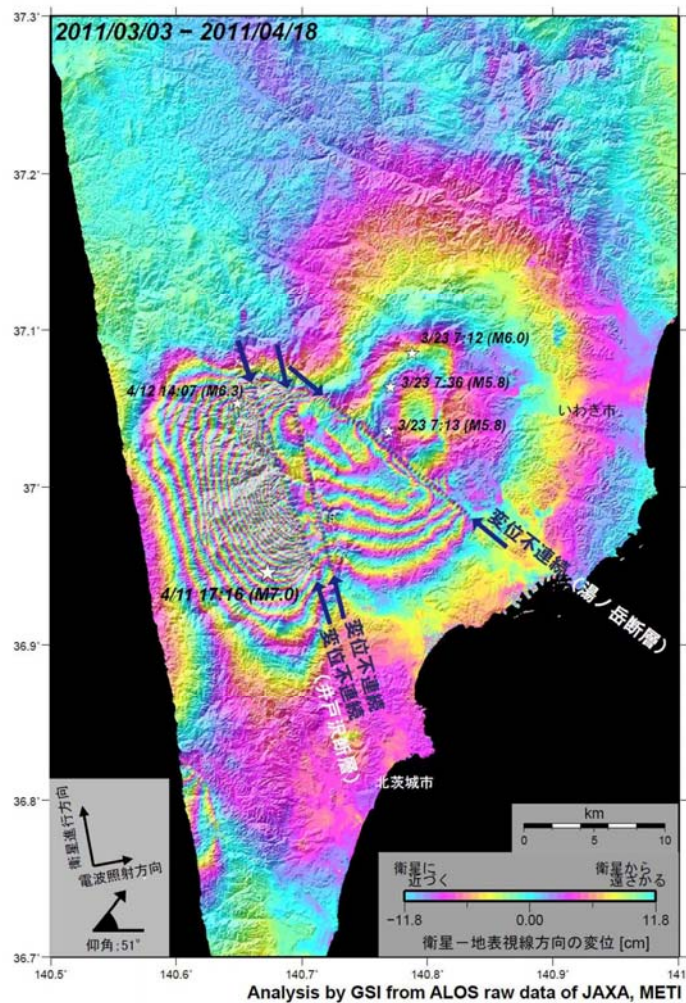 37.3˚
2011/03/03 − 2011/04/18
37.2˚
37.1˚
3/23 7:12 (M6.0)
4/12 14:07 (M6.3)
3/23 7:36 (M5.8)
いわき市
3/23 7:13 (M5.8)
37˚
変位不連続
(湯ノ岳断層)
4/11 17:16 (M7.0)
36.9˚
変位不連続
変位不連続
(井戸沢断層)
北茨城市
36.8˚
衛星進行方向
電波照射方向
仰角:51°
km
0 5 10
衛星に
近づく
衛星から
遠ざかる
−11.8 0.00 11.8
衛星−地表視線方向の変位 [cm]
36.7˚
140.5˚ 140.6˚ 140.7˚ 140.8˚ 140.9˚ 141
Analysis by GSI from ALOS raw data of JAXA, METI